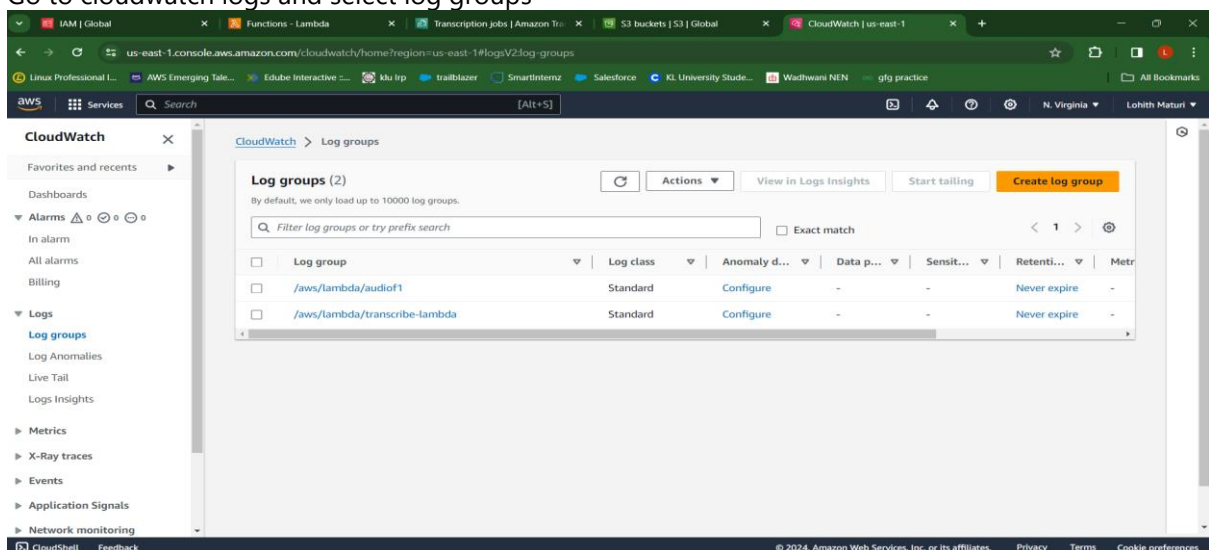 Go to cloudwatch logs and select log groups
IAM | Global
Functions - Lambda
Transcription jobs | Amazon Tra
S3 buckets | S3 | Global
CloudWatch | us-east-1
us-east-1.console.aws.amazon.com/cloudwatch/home?region=us-east-1#logsV2:log-groups
Linux Professional I... AWS Emerging Tale... Edube Interactive ::... klu lrp trailblazer SmartInternz Salesforce KL University Stude... Wadhwani NEN gfg practice All Bookmarks
aws Services Search [Alt+S] N. Virginia Lohith Maturi
CloudWatch
Favorites and recents
Dashboards
Alarms 0 0 0
In alarm
All alarms
Billing
Logs
Log groups
Log Anomalies
Live Tail
Logs Insights
Metrics
X-Ray traces
Events
Application Signals
Network monitoring
CloudWatch > Log groups
Log groups (2) Actions View in Logs Insights Start tailing Create log group
By default, we only load up to 10000 log groups.
Filter log groups or try prefix search Exact match 1
Log group Log class Anomaly d... Data p... Sensit... Retenti... Metr
/aws/lambda/audiof1 Standard Configure - - Never expire -
/aws/lambda/transcribe-lambda Standard Configure - - Never expire -
CloudShell Feedback © 2024, Amazon Web Services, Inc. or its affiliates. Privacy Terms Cookie preferences